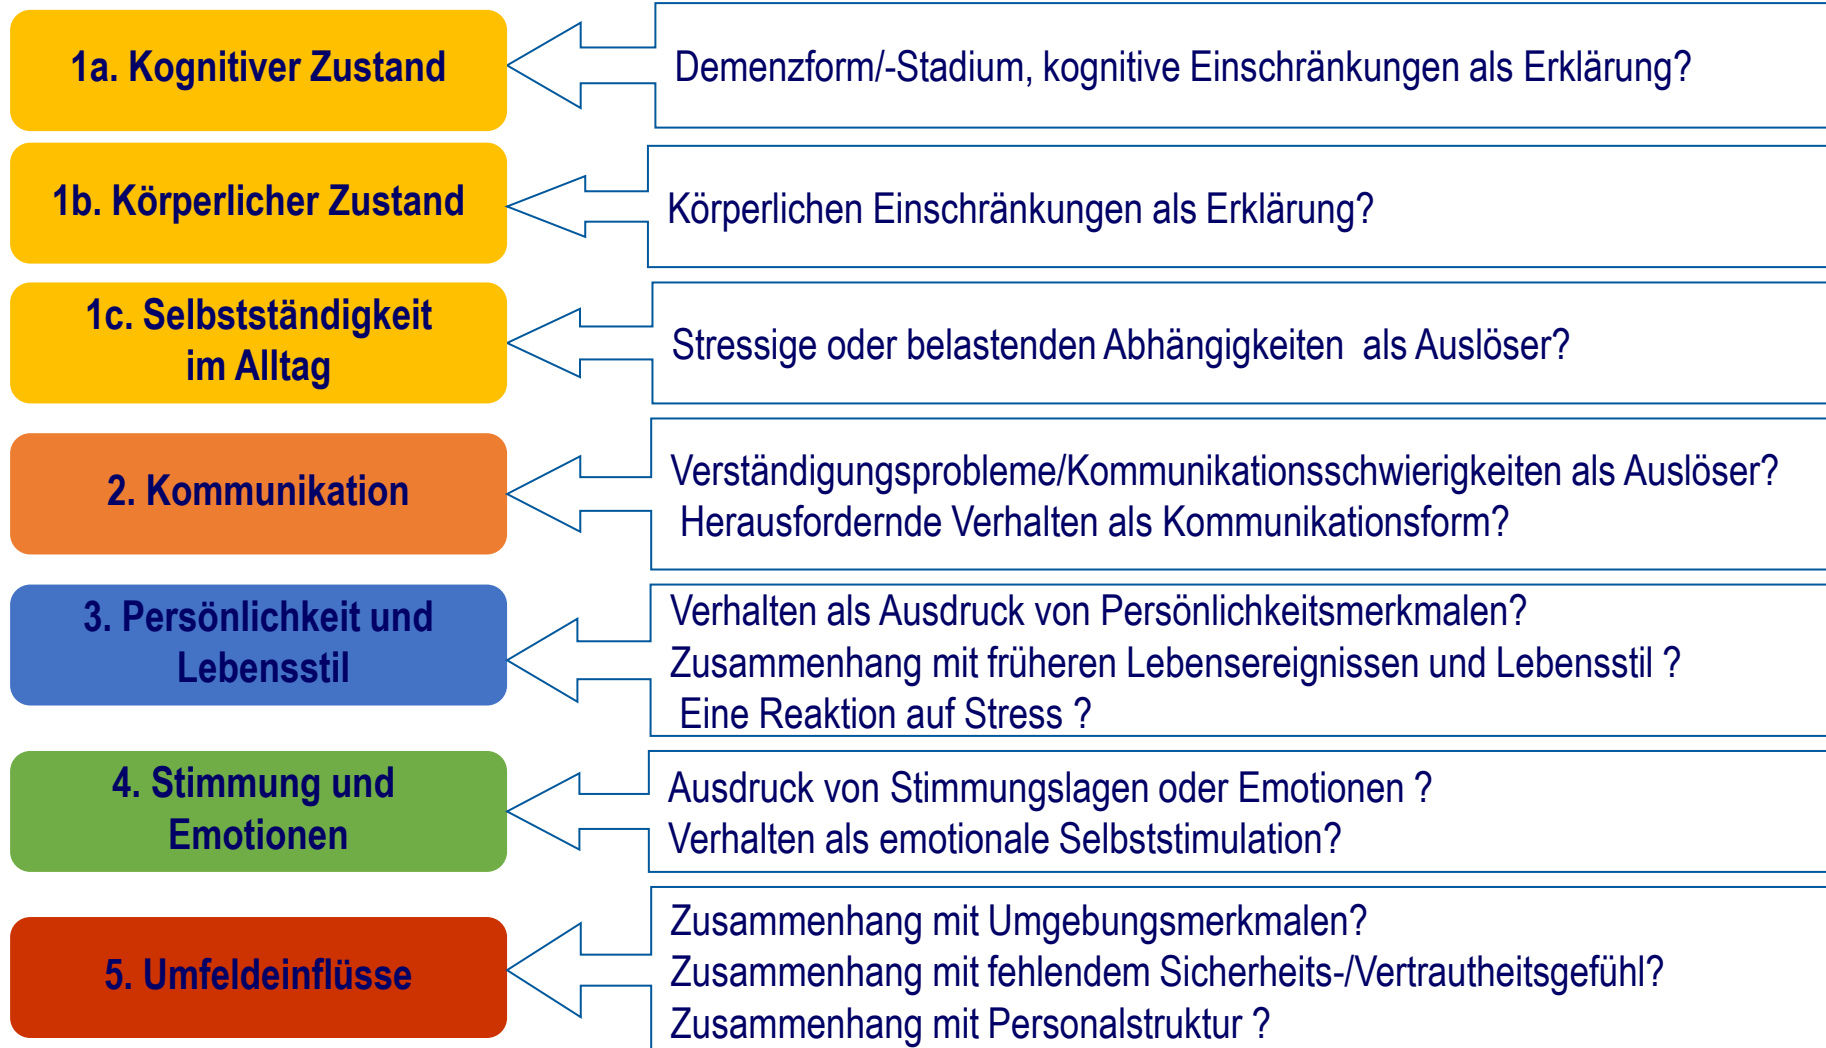 1a. Kognitiver Zustand
Demenzform/-Stadium, kognitive Einschränkungen als Erklärung?
1b. Körperlicher Zustand
Körperlichen Einschränkungen als Erklärung?
1c. Selbstständigkeit
im Alltag
Stressige oder belastenden Abhängigkeiten als Auslöser?
2. Kommunikation
Verständigungsprobleme/Kommunikationsschwierigkeiten als Auslöser?
Herausfordernde Verhalten als Kommunikationsform?
3. Persönlichkeit und
Lebensstil
Verhalten als Ausdruck von Persönlichkeitsmerkmalen?
Zusammenhang mit früheren Lebensereignissen und Lebensstil ?
Eine Reaktion auf Stress ?
4. Stimmung und
Emotionen
Ausdruck von Stimmungslagen oder Emotionen ?
Verhalten als emotionale Selbststimulation?
5. Umfeldeinflüsse
Zusammenhang mit Umgebungsmerkmalen?
Zusammenhang mit fehlendem Sicherheits-/Vertrautheitsgefühl?
Zusammenhang mit Personalstruktur ?